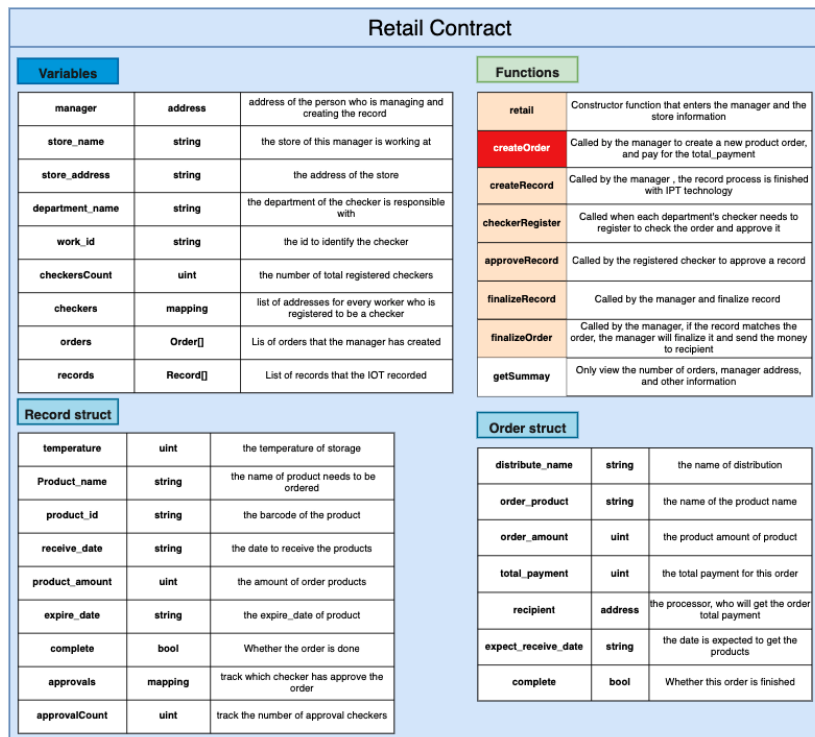 Retail Contract
Variables
manager address address of the person who is managing and
creating the record
store_name string the store of this manager is working at
store_address string the address of the store
department_name string the department of the checker is responsible
with
work_id string the id to identify the checker
checkersCount uint the number of total registered checkers
checkers mapping list of addresses for every worker who is
registered to be a checker
orders Order[] Lis of orders that the manager has created
records Record[] List of records that the IOT recorded
Functions
retail Constructor function that enters the manager and the
store information
createOrder Called by the manager to create a new product order,
and pay for the total_payment
createRecord Called by the manager , the record process is finished
with IPT technology
checkerRegister Called when each department's checker needs to
register to check the order and approve it
approveRecord Called by the registered checker to approve a record
finalizeRecord Called by the manager and finalize record
finalizeOrder Called by the manager, if the record matches the
order, the manager will finalize it and send the money
to recipient
getSummay Only view the number of orders, manager address,
and other information
Record struct
temperature uint the temperature of storage
Product_name string the name of product needs to be
ordered
product_id string the barcode of the product
receive_date string the date to receive the products
product_amount uint the amount of order products
expire_date string the expire_date of product
complete bool Whether the order is done
approvals mapping track which checker has approve the
order
approvalCount uint track the number of approval checkers
Order struct
distribute_name string the name of distribution
order_product string the name of the product name
order_amount uint the product amount of product
total_payment uint the total payment for this order
recipient address the processor, who will get the order
total payment
expect_receive_date string the date is expected to get the
products
complete bool Whether this order is finished